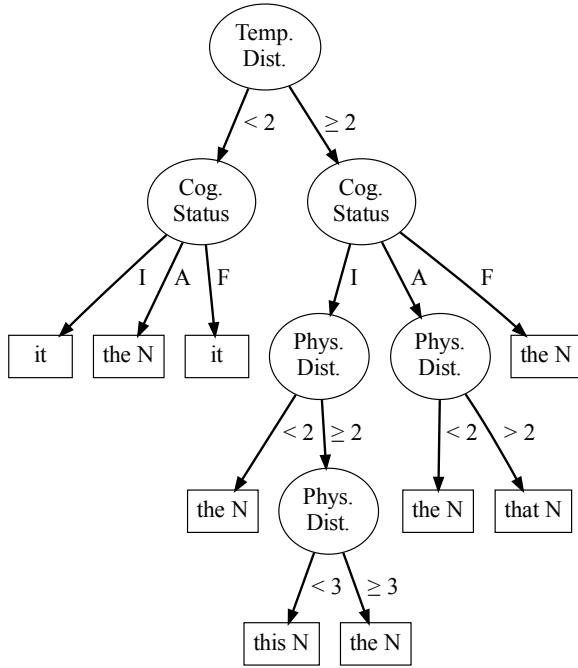 Temp.
Dist.
< 2
≥ 2
Cog.
Status
Cog.
Status
I
A
F
I
A
F
it
the N
it
Phys.
Dist.
Phys.
Dist.
the N
< 2
≥ 2
< 2
> 2
the N
Phys.
Dist.
the N
that N
< 3
≥ 3
this N
the N